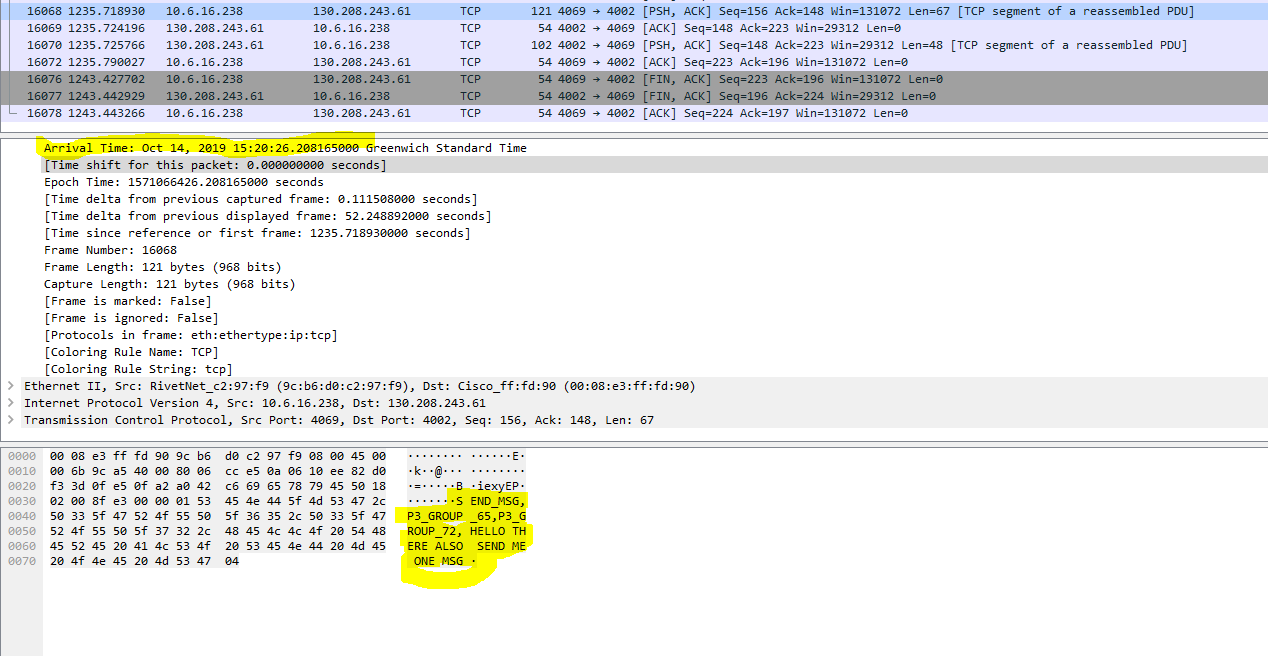 16068 1235.718930 10.6.16.238 130.208.243.61 TCP 121 4069 → 4002 [PSH, ACK] Seq=156 Ack=148 Win=131072 Len=67 [TCP segment of a reassembled PDU]
16069 1235.724196 130.208.243.61 10.6.16.238 TCP 54 4002 → 4069 [ACK] Seq=148 Ack=223 Win=29312 Len=0
16070 1235.725766 130.208.243.61 10.6.16.238 TCP 102 4002 → 4069 [PSH, ACK] Seq=148 Ack=223 Win=29312 Len=48 [TCP segment of a reassembled PDU]
16072 1235.790027 10.6.16.238 130.208.243.61 TCP 54 4069 → 4002 [ACK] Seq=223 Ack=196 Win=131072 Len=0
16076 1243.427702 10.6.16.238 130.208.243.61 TCP 54 4069 → 4002 [FIN, ACK] Seq=223 Ack=196 Win=131072 Len=0
16077 1243.442929 130.208.243.61 10.6.16.238 TCP 54 4002 → 4069 [FIN, ACK] Seq=196 Ack=224 Win=29312 Len=0
16078 1243.443266 10.6.16.238 130.208.243.61 TCP 54 4069 → 4002 [ACK] Seq=224 Ack=197 Win=131072 Len=0
Arrival Time: Oct 14, 2019 15:20:26.208165000 Greenwich Standard Time
[Time shift for this packet: 0.000000000 seconds]
Epoch Time: 1571066426.208165000 seconds
[Time delta from previous captured frame: 0.111508000 seconds]
[Time delta from previous displayed frame: 52.248892000 seconds]
[Time since reference or first frame: 1235.718930000 seconds]
Frame Number: 16068
Frame Length: 121 bytes (968 bits)
Capture Length: 121 bytes (968 bits)
[Frame is marked: False]
[Frame is ignored: False]
[Protocols in frame: eth:ethertype:ip:tcp]
[Coloring Rule Name: TCP]
[Coloring Rule String: tcp]
Ethernet II, Src: RivetNet_c2:97:f9 (9c:b6:d0:c2:97:f9), Dst: Cisco_ff:fd:90 (00:08:e3:ff:fd:90)
Internet Protocol Version 4, Src: 10.6.16.238, Dst: 130.208.243.61
Transmission Control Protocol, Src Port: 4069, Dst Port: 4002, Seq: 156, Ack: 148, Len: 67
0000 00 08 e3 ff fd 90 9c b6 d0 c2 97 f9 08 00 45 00 ········ ······E·
0010 00 6b 9c a5 40 00 80 06 cc e5 0a 06 10 ee 82 d0 ·k··@··· ········
0020 f3 3d 0f e5 0f a2 a0 42 c6 69 65 78 79 45 50 18 ·=·····B ·iexyEP·
0030 02 00 8f e3 00 00 01 53 45 4e 44 5f 4d 53 47 2c ·······S END_MSG,
0040 50 33 5f 47 52 4f 55 50 5f 36 35 2c 50 33 5f 47 P3_GROUP _65,P3_G
0050 52 4f 55 50 5f 37 32 2c 48 45 4c 4c 4f 20 54 48 ROUP_72, HELLO TH
0060 45 52 45 20 41 4c 53 4f 20 53 45 4e 44 20 4d 45 ERE ALSO SEND ME
0070 20 4f 4e 45 20 4d 53 47 04 ONE MSG ·